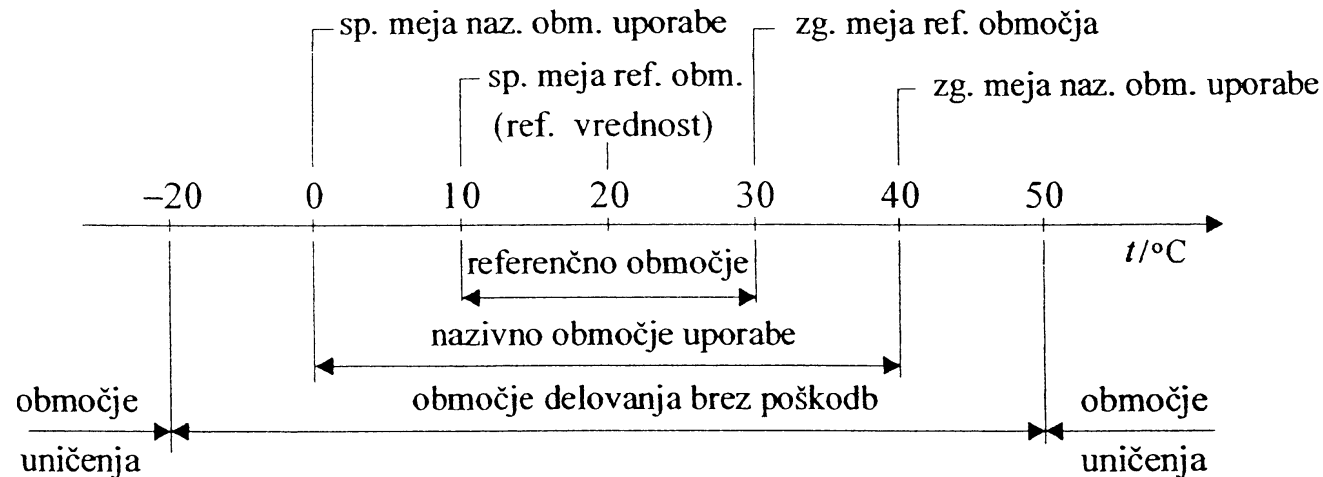 sp. meja naz. obm. uporabe
zg. meja ref. območja
sp. meja ref. obm.
(ref. vrednost)
zg. meja naz. obm. uporabe
–20 0 10 20 30 40 50
t/°C
referenčno območje
nazivno območje uporabe
območje delovanja brez poškodb
območje
uničenja
območje
uničenja